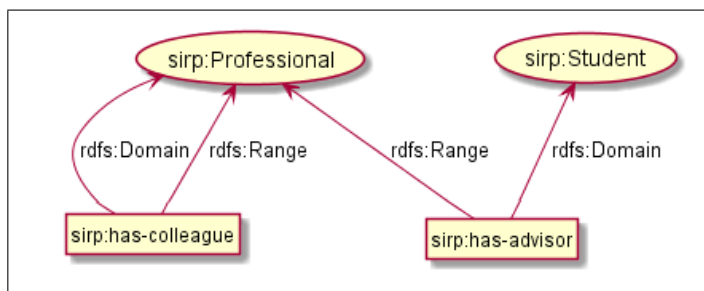 sirp:Professional
sirp:Student
rdfs:Domain
rdfs:Range
rdfs:Range
rdfs:Domain
sirp:has-colleague
sirp:has-advisor